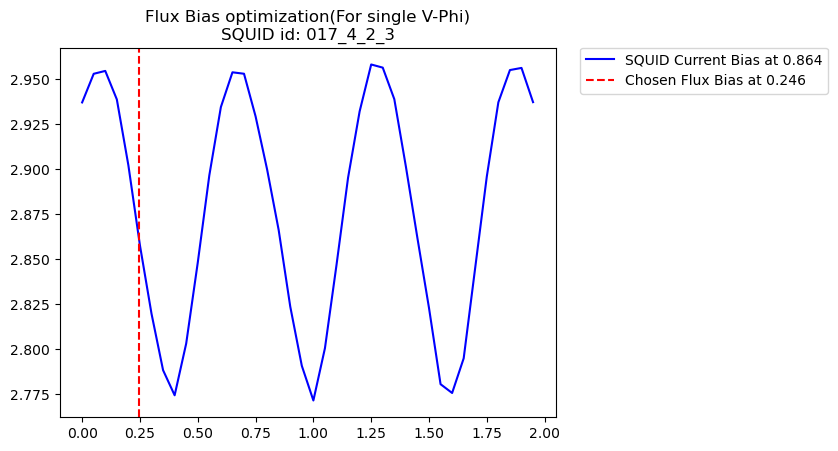 Flux Bias optimization(For single V-Phi)
SQUID id: 017_4_2_3
SQUID Current Bias at 0.864
Chosen Flux Bias at 0.246
2.950
2.925
2.900
2.875
2.850
2.825
2.800
2.775
0.00 0.25 0.50 0.75 1.00 1.25 1.50 1.75 2.00